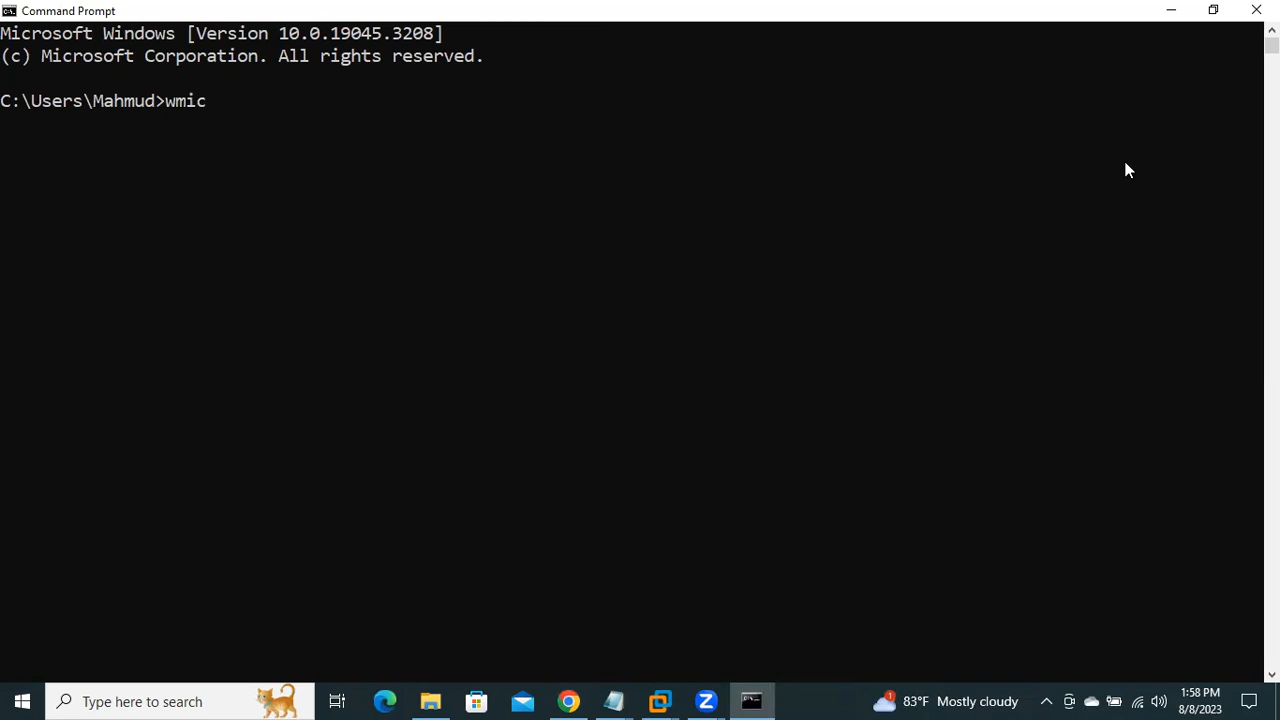 Command Prompt
Microsoft Windows [Version 10.0.19045.3208]
(c) Microsoft Corporation. All rights reserved.
C:\Users\Mahmud>wmic
Type here to search
1
83°F Mostly cloudy
1:58 PM
8/8/2023